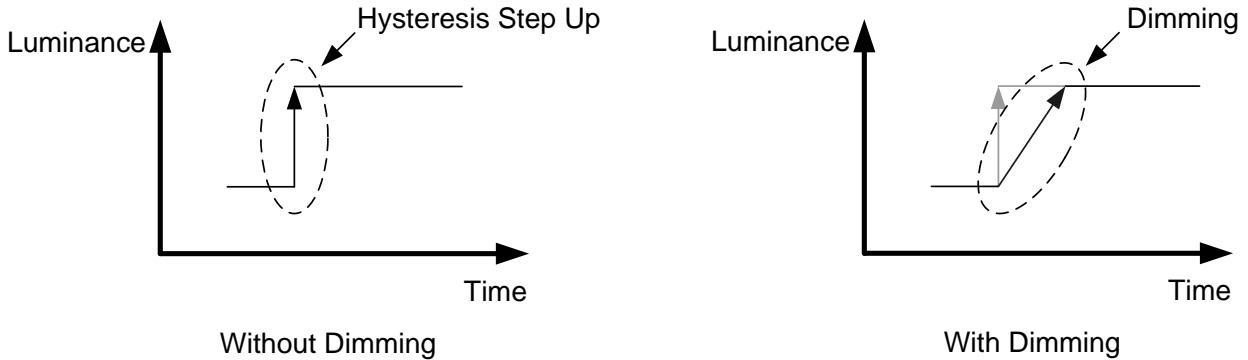 Hysteresis Step Up
Luminance
Time
Without Dimming
Dimming
Luminance
Time
With Dimming